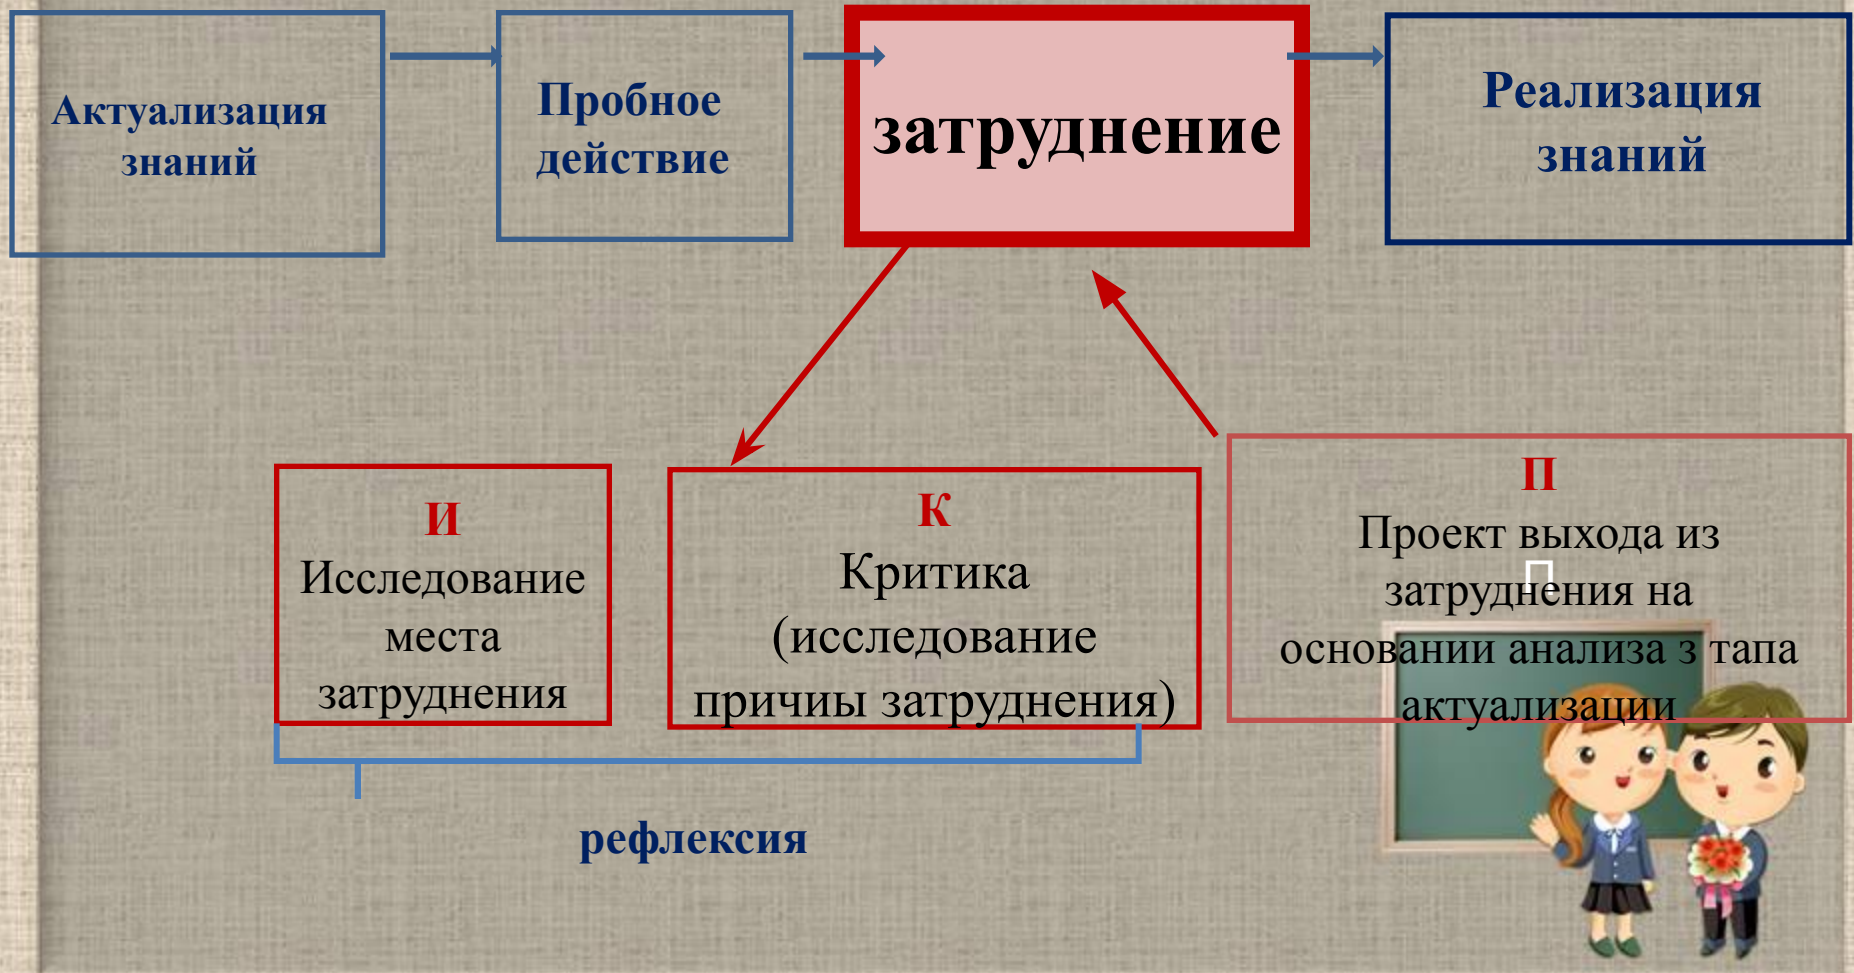 Актуализация
знаний
Пробное
действие
затруднение
Реализация
знаний
И
Исследование
места
затруднения
К
Критика
(исследование
причиы затруднения)
П
Проект выхода из
затруднения на
основании анализа з тапа
актуализации
П
рефлексия